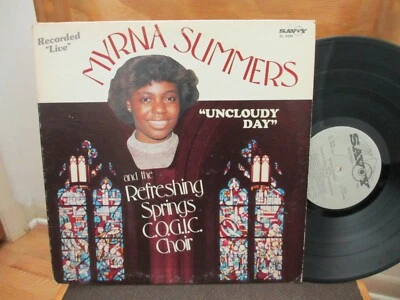 Recorded
"Live"
MYRNA SUMMERS
SAVOY
"UNCLOUDY
DAY"
and the
Refreshing
Springs
C.O.G.I.C.
Choir
SAVOY